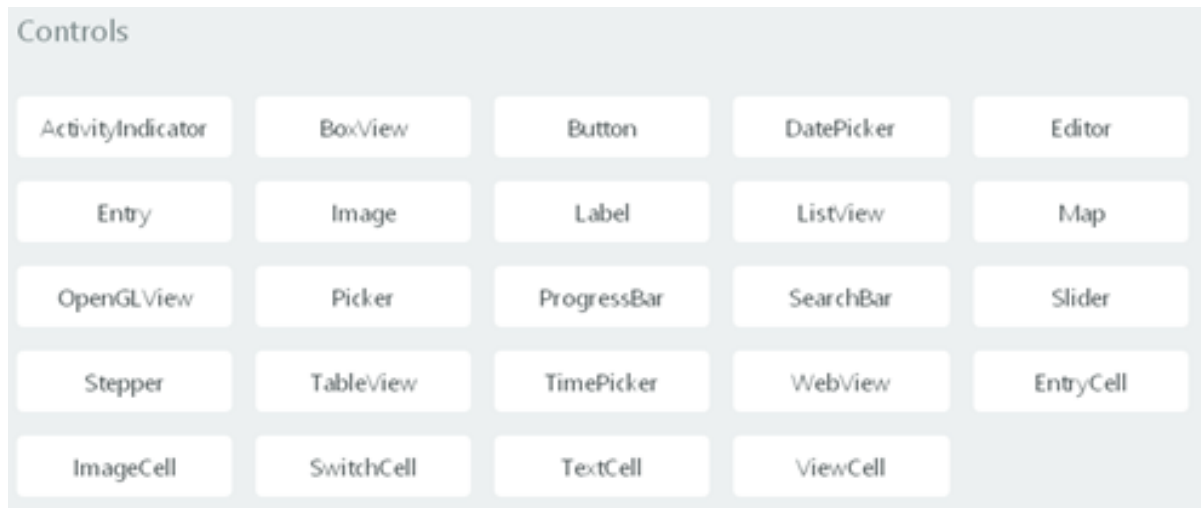 Controls
ActivityIndicator BoxView Button DatePicker Editor
Entry Image Label ListView Map
OpenGLView Picker ProgressBar SearchBar Slider
Stepper TableView TimePicker WebView EntryCell
ImageCell SwitchCell TextCell ViewCell